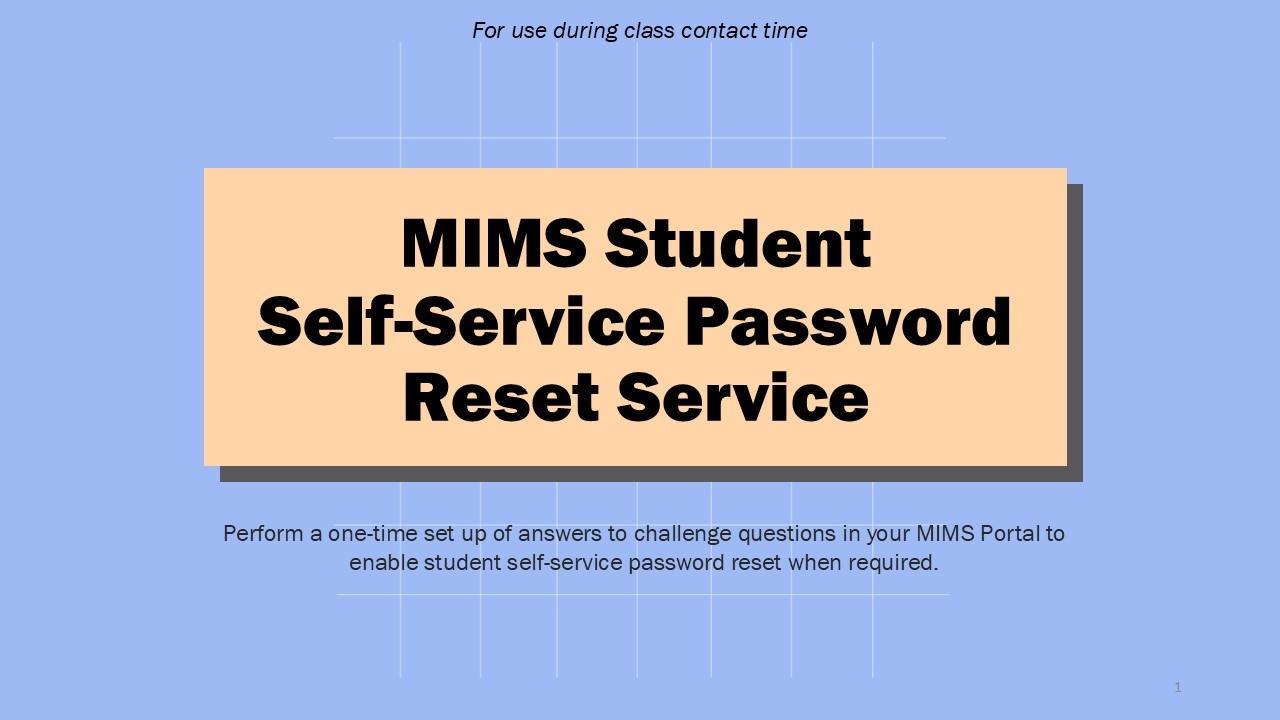 For use during class contact time
MIMS Student
Self-Service Password
Reset Service
Perform a one-time set up of answers to challenge questions in your MIMS Portal to
enable student self-service password reset when required.
1